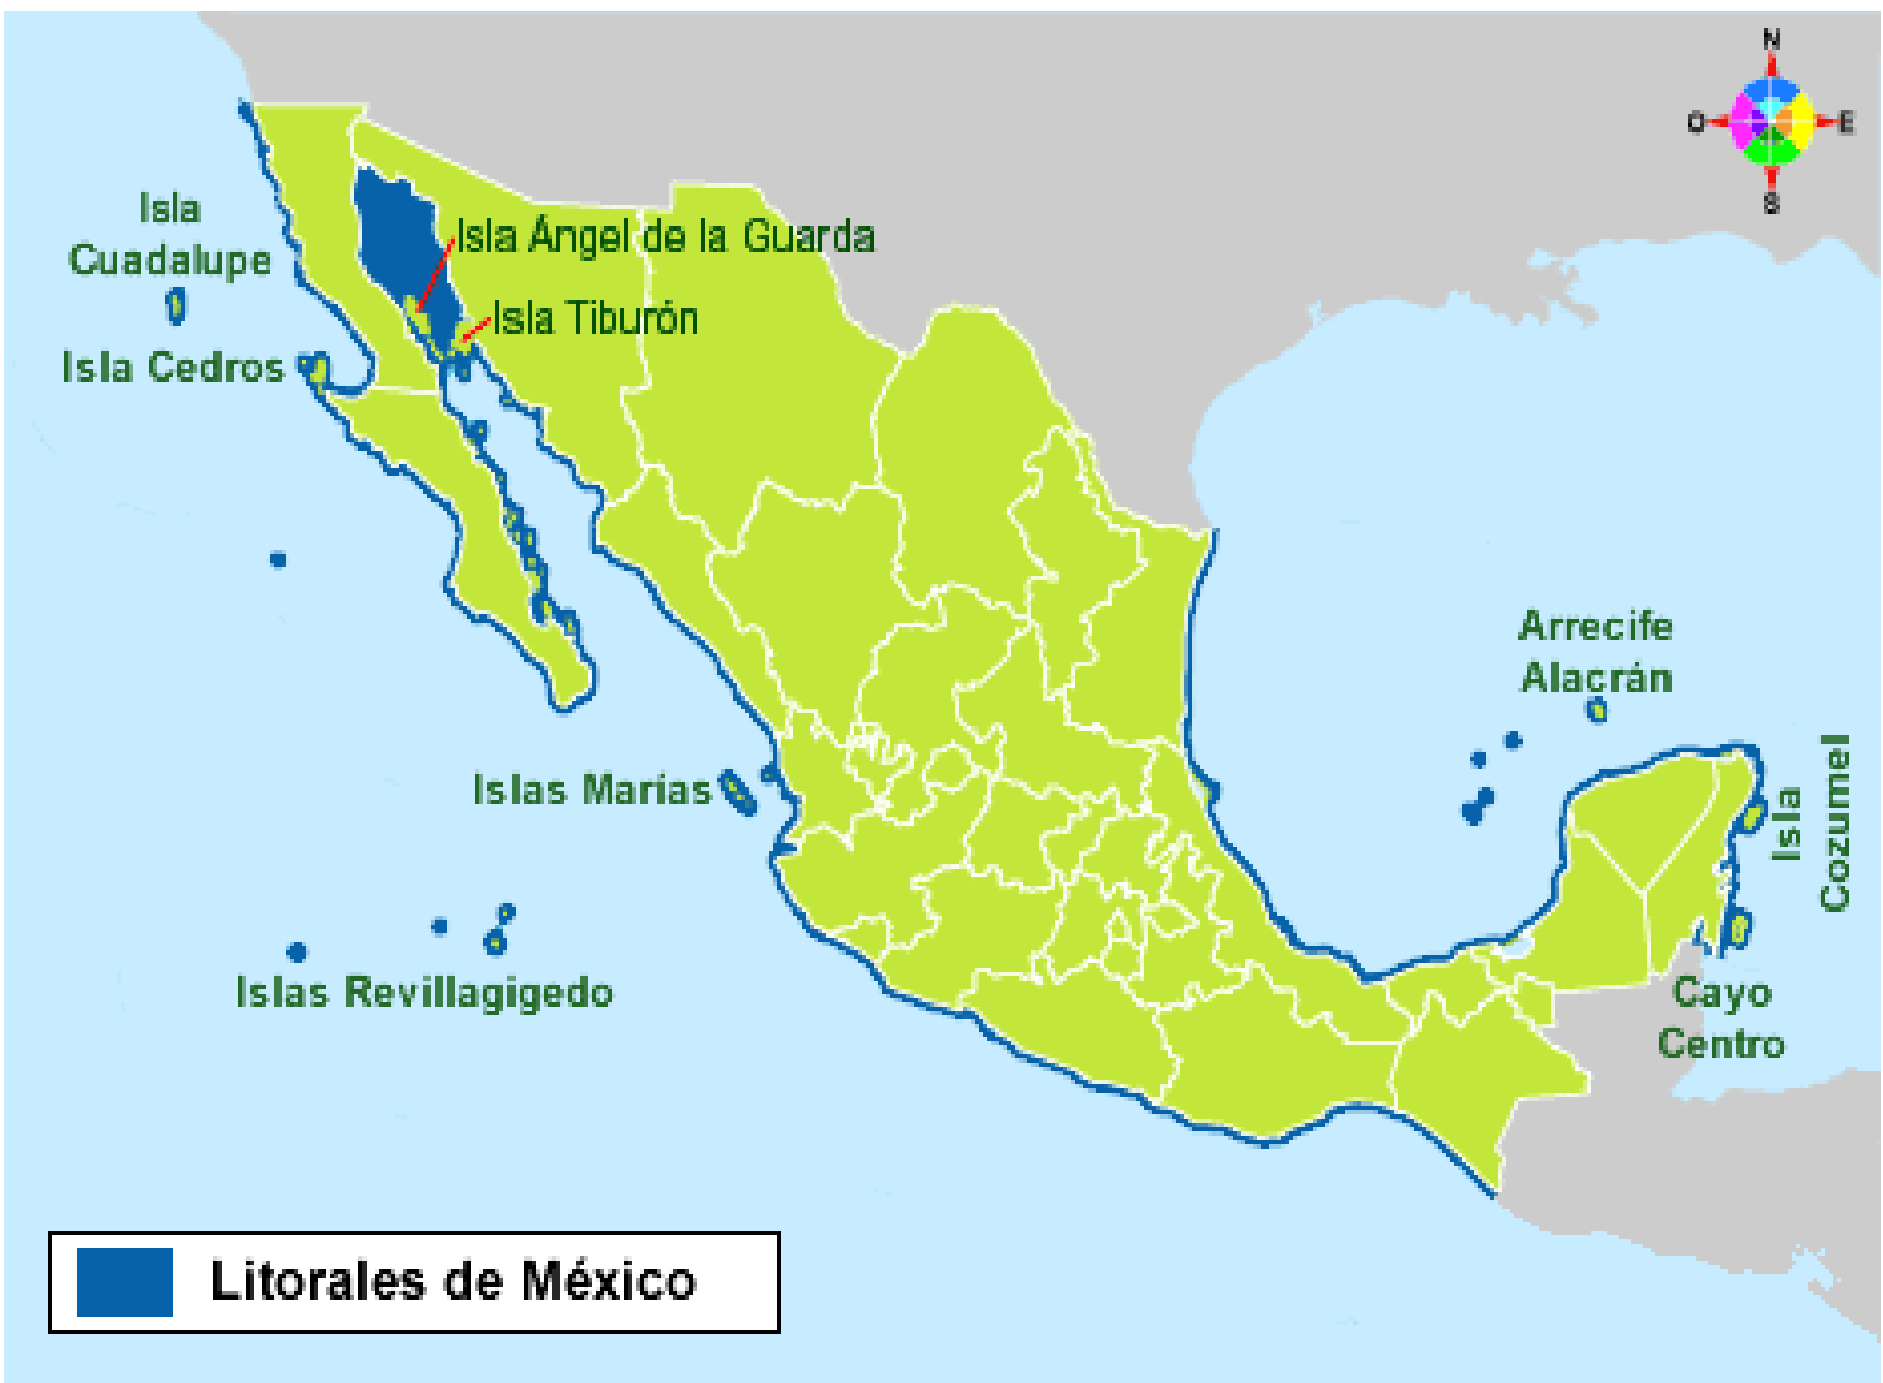 N
O
E
S
Isla
Cuadalupe
Isla Ángel de la Guarda
Isla Tiburón
Isla Cedros
Arrecife
Alacrán
Islas Marías
Isla
Cozumel
Islas Revillagigedo
Cayo
Centro
Litorales de México